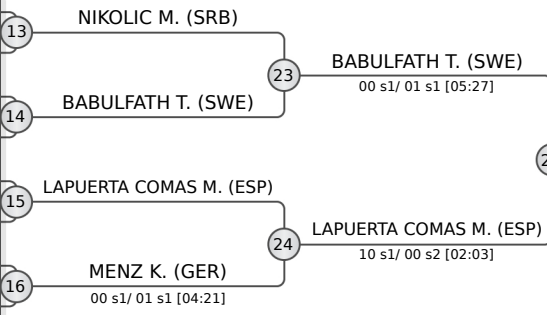 NIKOLIC M. (SRB)
13
BABULFATH T. (SWE)
23
00 s1/ 01 s1 [05:27]
BABULFATH T. (SWE)
14
LAPUERTA COMAS M. (ESP)
15
LAPUERTA COMAS M. (ESP)
24
10 s1/ 00 s2 [02:03]
MENZ K. (GER)
16
00 s1/ 01 s1 [04:21]